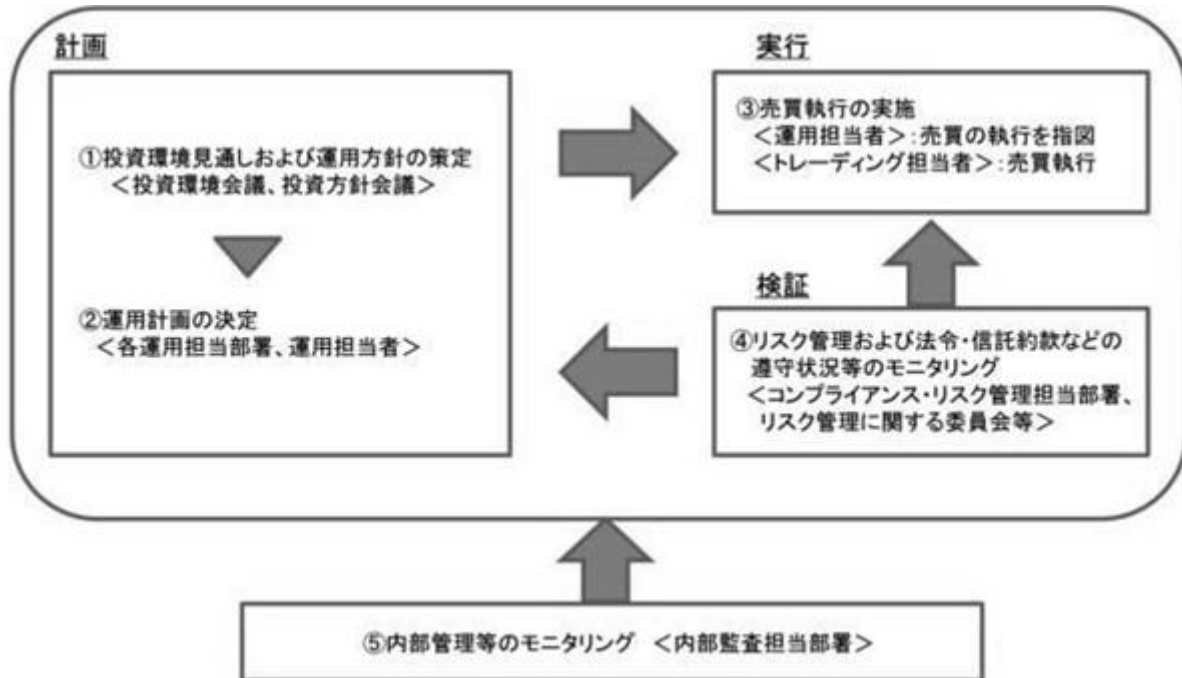 計画
①投資環境見通しおよび運用方針の策定
＜投資環境会議、投資方針会議＞
②運用計画の決定
＜各運用担当部署、運用担当者＞
実行
③売買執行の実施
＜運用担当者＞：売買の執行を指図
＜トレーディング担当者＞：売買執行
検証
④リスク管理および法令・信託約款などの
遵守状況等のモニタリング
＜コンプライアンス・リスク管理担当部署、
リスク管理に関する委員会等＞
⑤内部管理等のモニタリング　＜内部監査担当部署＞